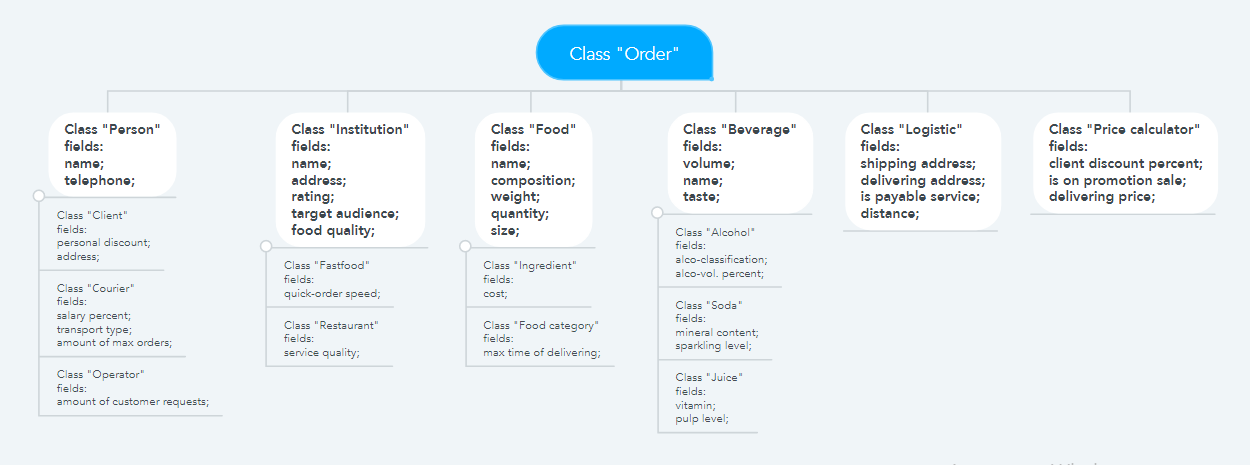 Class "Order"
Class "Person"
fields:
name;
telephone;
Class "Client"
fields:
personal discount;
address;
Class "Courier"
fields:
salary percent;
transport type;
amount of max orders;
Class "Operator"
fields:
amount of customer requests;
Class "Institution"
fields:
name;
address;
rating;
target audience;
food quality;
Class "Fastfood"
fields:
quick-order speed;
Class "Restaurant"
fields:
service quality;
Class "Food"
fields:
name;
composition;
weight;
quantity;
size;
Class "Ingredient"
fields:
cost;
Class "Food category"
fields:
max time of delivering;
Class "Beverage"
fields:
volume;
name;
taste;
Class "Alcohol"
fields:
alco-classification;
alco-vol. percent;
Class "Soda"
fields:
mineral content;
sparkling level;
Class "Juice"
fields:
vitamin;
pulp level;
Class "Logistic"
fields:
shipping address;
delivering address;
is payable service;
distance;
Class "Price calculator"
fields:
client discount percent;
is on promotion sale;
delivering price;